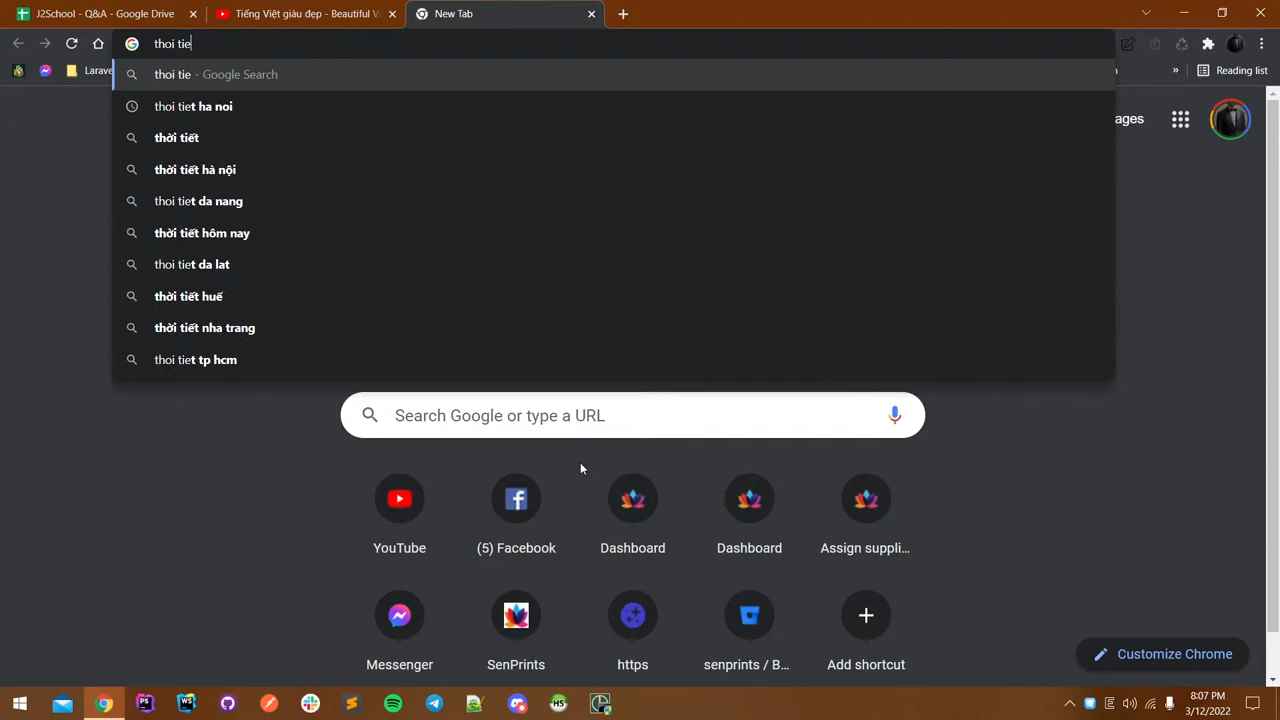 J2School - Q&A - Google Drive
Tiếng Việt giàu đẹp - Beautiful V
New Tab
thoi tie
Larave
Reading list
thoi tie - Google Search
thoi tiet ha noi
thời tiết
thời tiết hà nội
thoi tiet da nang
thời tiết hôm nay
thoi tiet da lat
thời tiết huế
thời tiết nha trang
thoi tiet tp hcm
ages
Search Google or type a URL
YouTube
(5) Facebook
Dashboard
Dashboard
Assign suppli...
Messenger
SenPrints
https
senprints / B...
Add shortcut
Customize Chrome
PS
WS
HS
8:07 PM
3/12/2022